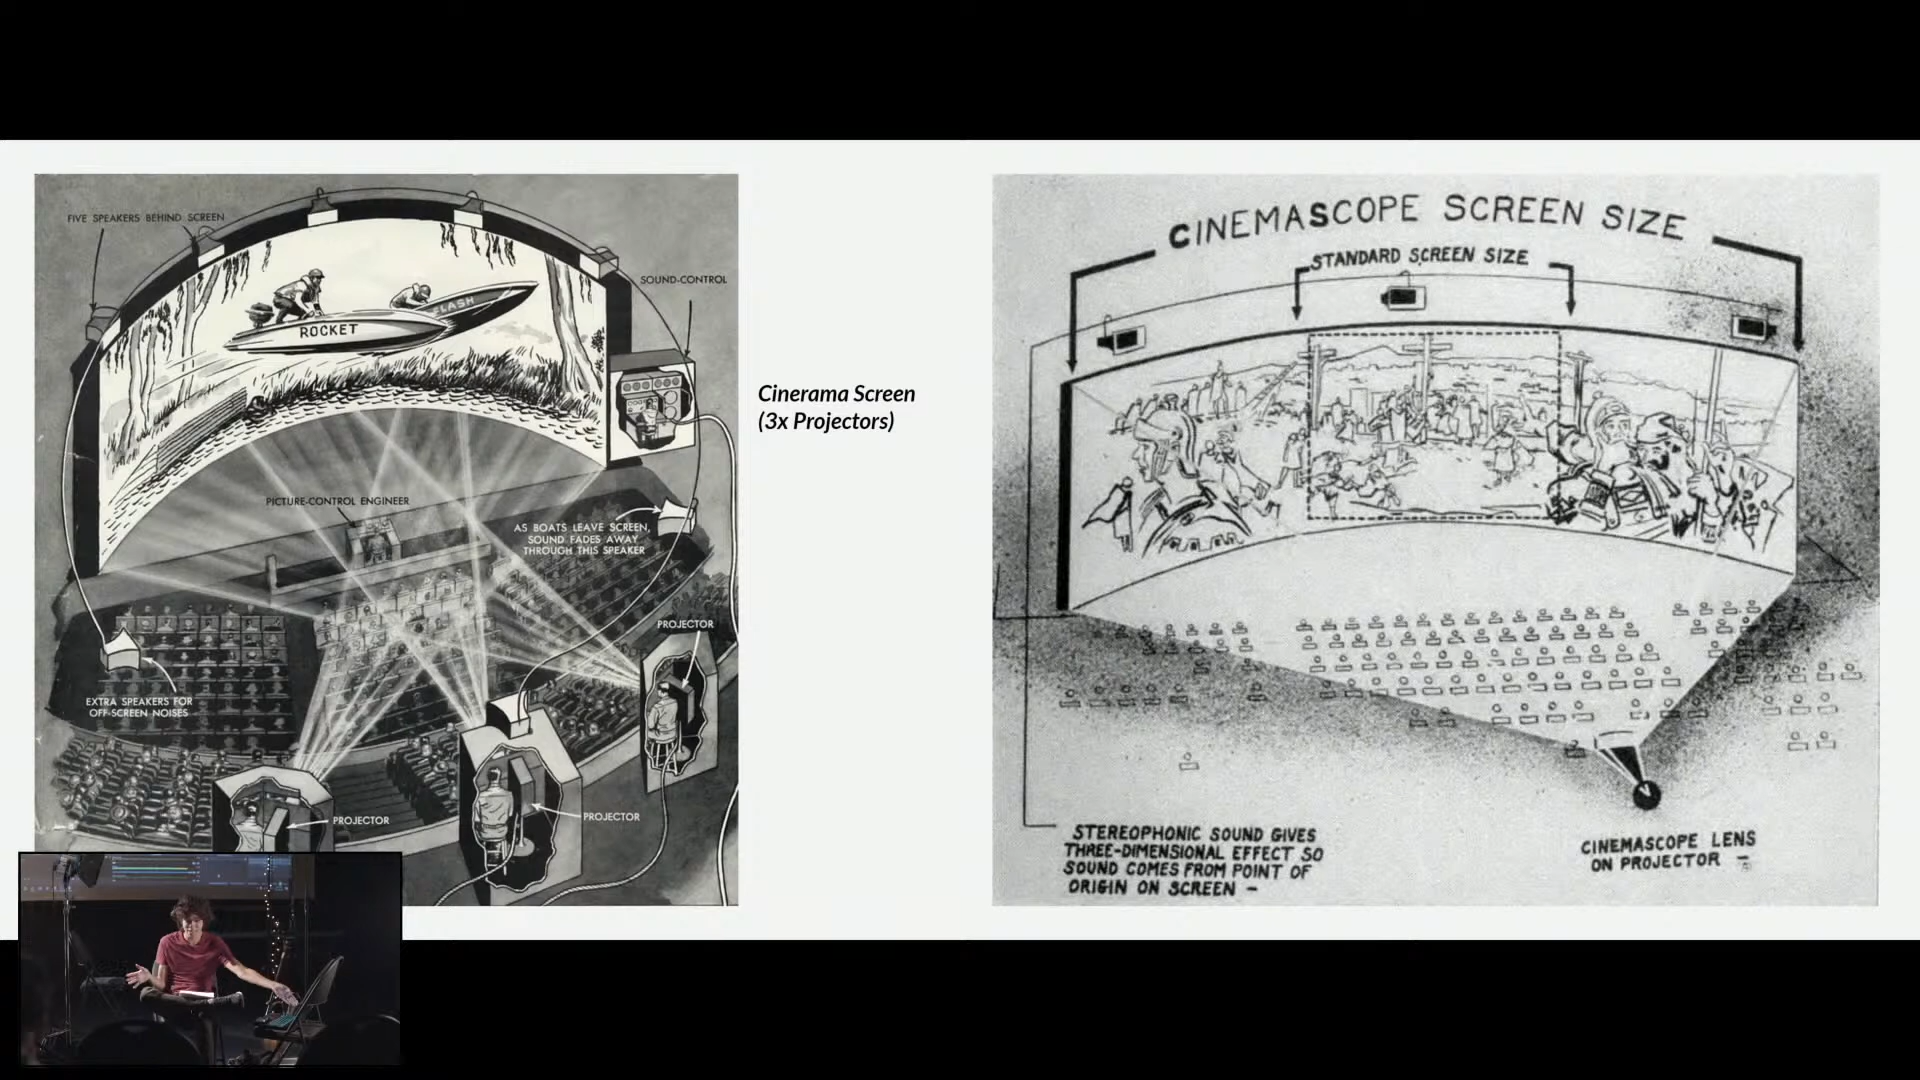 FIVE SPEAKERS BEHIND SCREEN
SOUND-CONTROL
ROCKET
PICTURE-CONTROL ENGINEER
AS BOATS LEAVE SCREEN,
SOUND FADES AWAY
THROUGH THIS SPEAKER
PROJECTOR
EXTRA SPEAKERS FOR
OFF-SCREEN NOISES
PROJECTOR
PROJECTOR
Cinerama Screen
(3x Projectors)
CINEMASCOPE SCREEN SIZE
STANDARD SCREEN SIZE
STEREOPHONIC SOUND GIVES
THREE-DIMENSIONAL EFFECT SO
SOUND COMES FROM POINT OF
ORIGIN ON SCREEN –
CINEMASCOPE LENS
ON PROJECTOR –